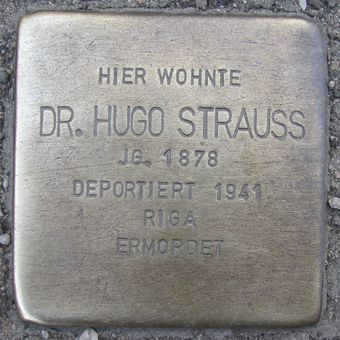 HIER WOHNTE
DR. HUGO STRAUSS
JG. 1878
DEPORTIERT 1941
RIGA
ERMORDET